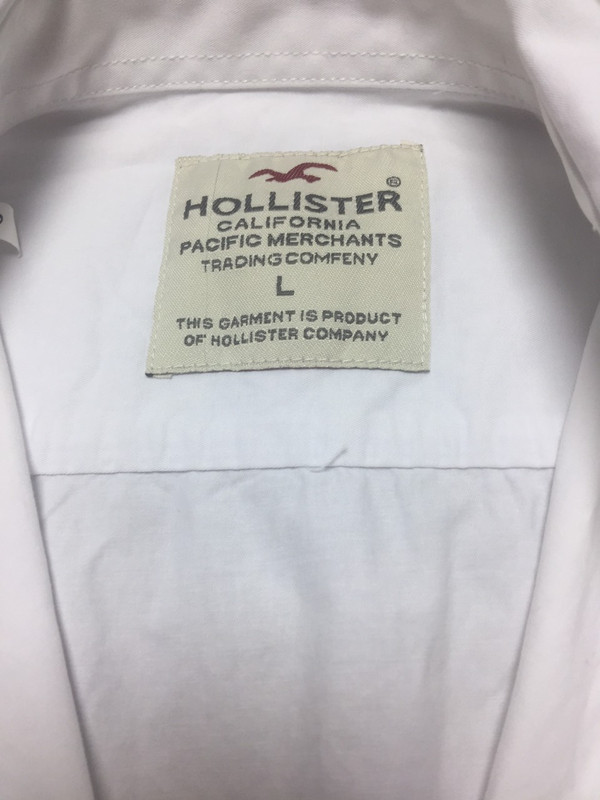 HOLLISTER®
CALIFORNIA
PACIFIC MERCHANTS
TRADING COMFENY
L
THIS GARMENT IS PRODUCT
OF HOLLISTER COMPANY